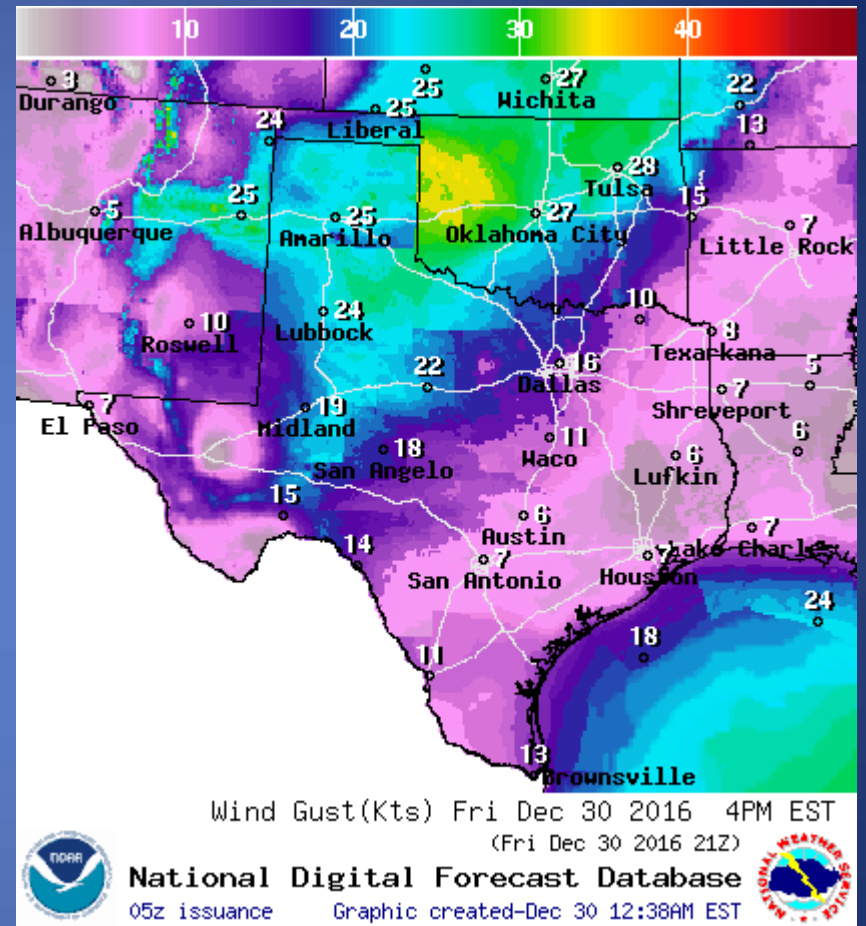 10 20 30 40
3
Durango
25
27
Wichita
22
25
Liberal
24
13
28
Tulsa
5
Albuquerque
25
25
Amarillo
27
Oklahoma City
15
7
Little Rock
10
Roswell
24
Lubbock
10
8
Texarkana
16
Dallas
22
7
Shreveport
5
7
El Paso
19
Midland
18
San Angelo
11
Waco
6
Lufkin
6
15
6
Austin
7
Lake Charl
14
7
San Antonio
Houston
24
18
11
13
Brownsville
Wind Gust(Kts) Fri Dec 30 2016 4PM EST
(Fri Dec 30 2016 21Z)
NOAA
National Digital Forecast Database
05z issuance Graphic created-Dec 30 12:38AM EST
NATIONAL WEATHER SERVICE